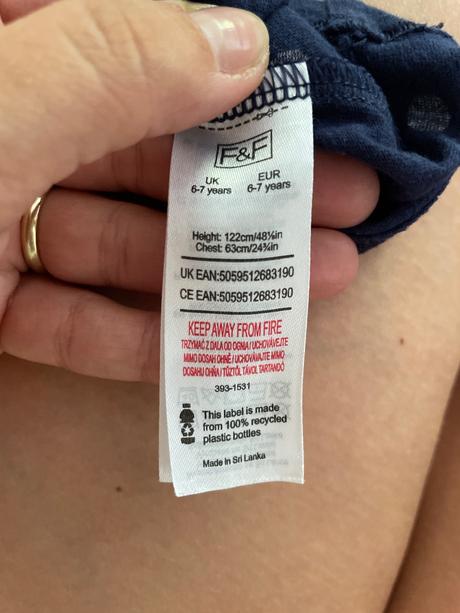 F&F
UK EUR
6-7 years 6-7 years
Height: 122cm/48¼in
Chest: 63cm/24¾in
UK EAN:5059512683190
CE EAN:5059512683190
KEEP AWAY FROM FIRE
TRZYMAĆ Z DALA OD OGNIA / UCHOVÁVEJTE
MIMO DOSAH OHNĚ / UCHOVÁVAJTE MIMO
DOSAHU OHŇA / TŰZTŐL TÁVOL TARTANDÓ
393-1531
This label is made
from 100% recycled
plastic bottles
Made in Sri Lanka